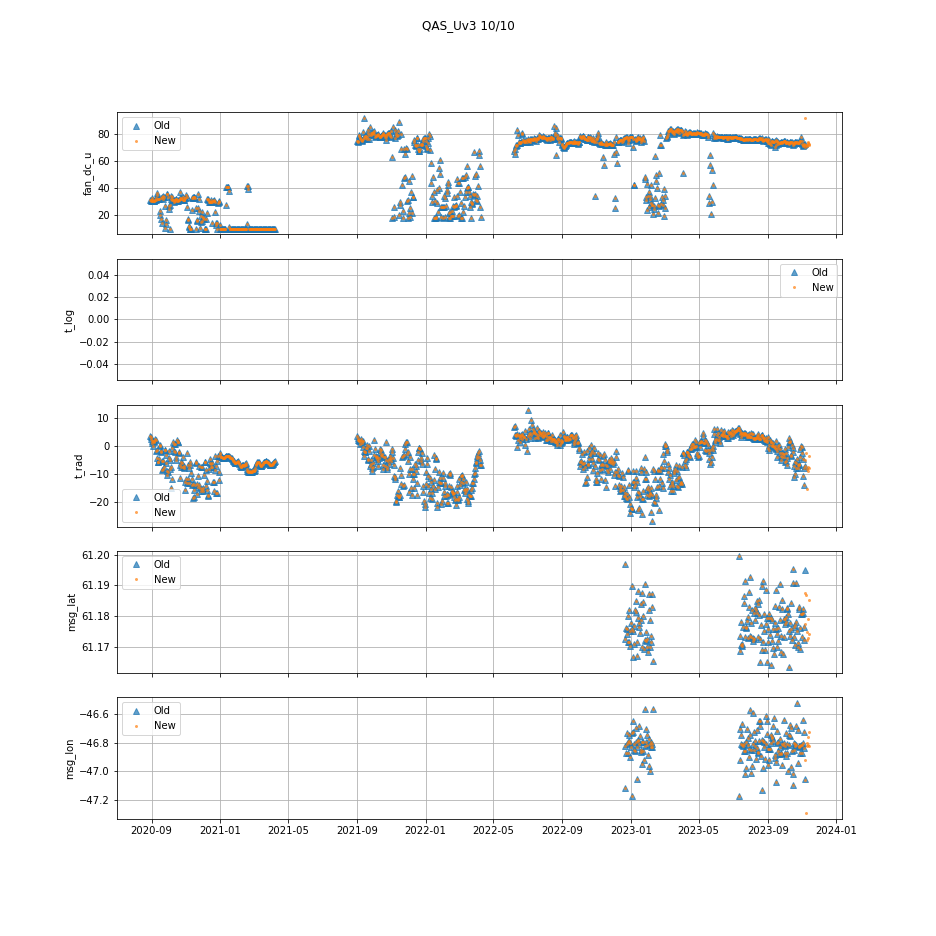 QAS_Uv3 10/10
fan_dc_u
80
60
40
20
Old
New
t_log
0.04
0.02
0.00
−0.02
−0.04
Old
New
t_rad
10
0
−10
−20
Old
New
msg_lat
61.20
61.19
61.18
61.17
Old
New
msg_lon
−46.6
−46.8
−47.0
−47.2
Old
New
2020-09 2021-01 2021-05 2021-09 2022-01 2022-05 2022-09 2023-01 2023-05 2023-09 2024-01